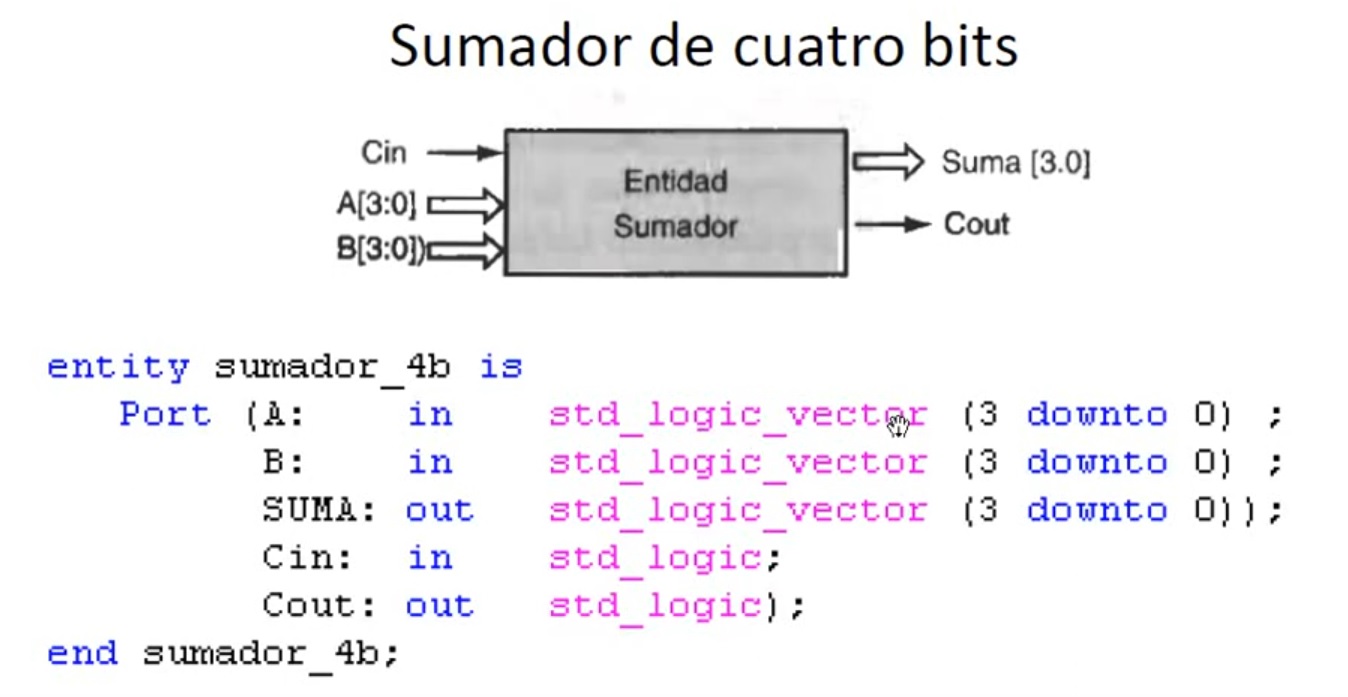 Sumador de cuatro bits
Cin
A[3:0]
B[3:0])
Entidad
Sumador
Suma [3.0]
Cout
entity sumador_4b is
Port (A: in std_logic_vector (3 downto 0) ;
B: in std_logic_vector (3 downto 0) ;
SUMA: out std_logic_vector (3 downto 0));
Cin: in std_logic;
Cout: out std_logic);
end sumador_4b;